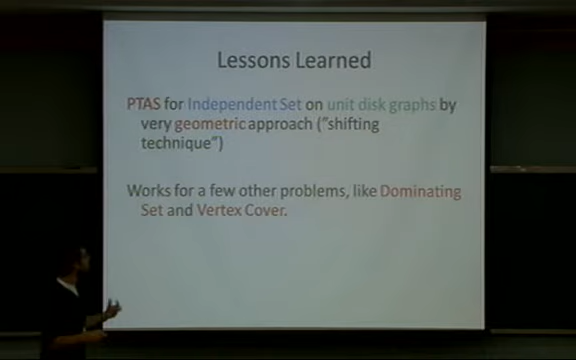 Lessons Learned
PTAS for Independent Set on unit disk graphs by
very geometric approach ("shifting
technique")
Works for a few other problems, like Dominating
Set and Vertex Cover.